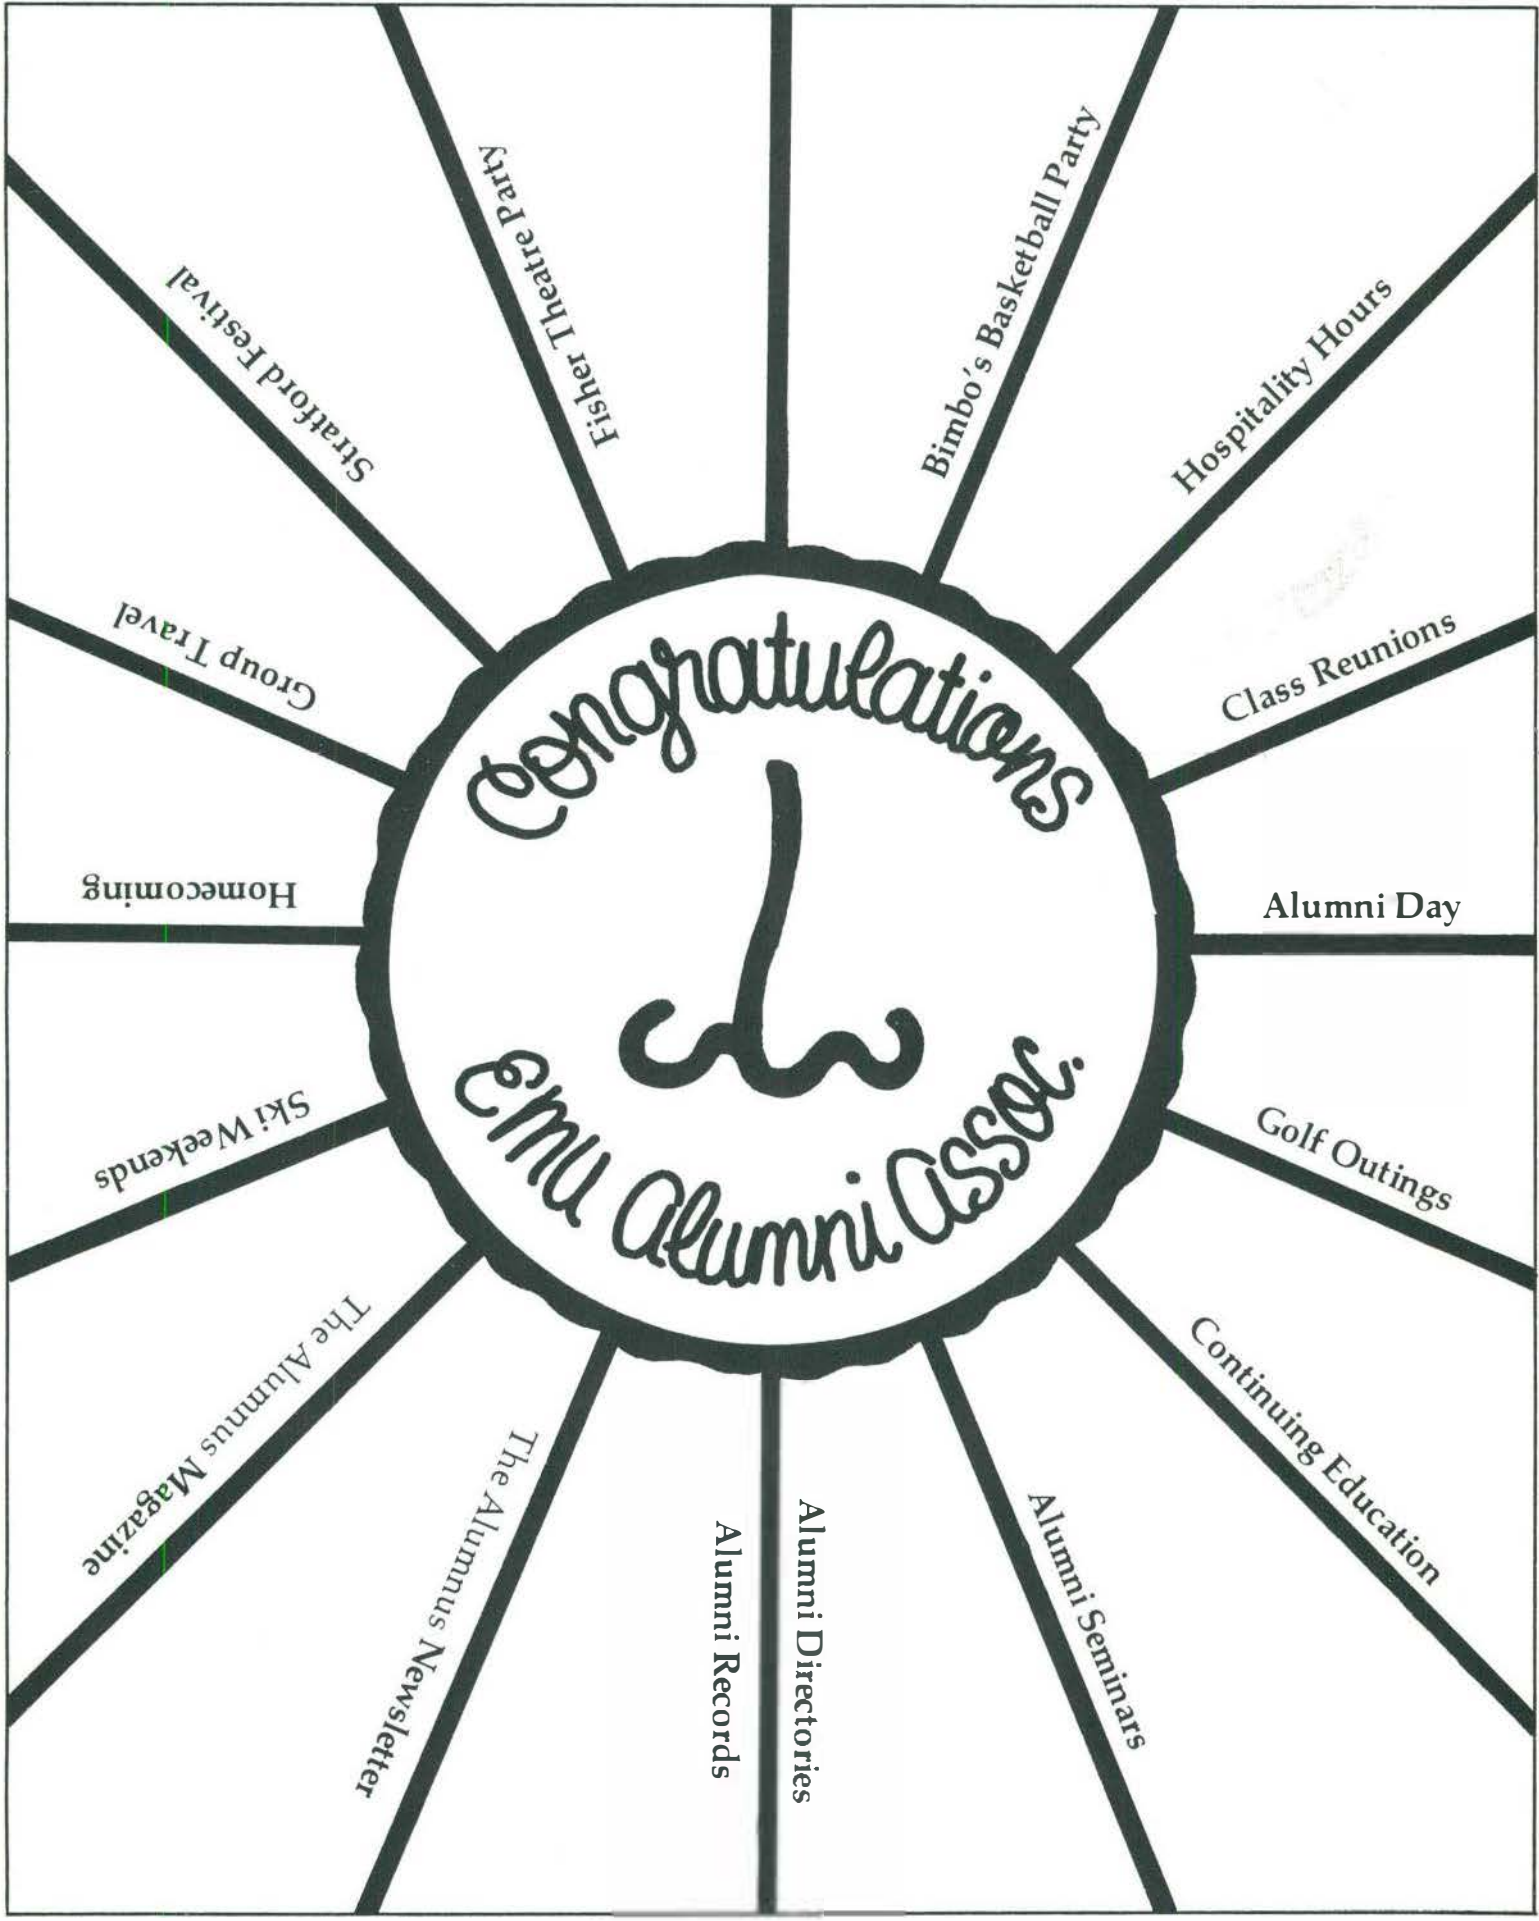 Congratulations
EMU Alumni Assoc.
Bimbo's Basketball Party
Hospitality Hours
Class Reunions
Alumni Day
Golf Outings
Continuing Education
Alumni Seminars
Alumni Directories
Alumni Records
The Alumnus Newsletter
The Alumnus Magazine
Ski Weekends
Homecoming
Group Travel
Stratford Festival
Fisher Theatre Party